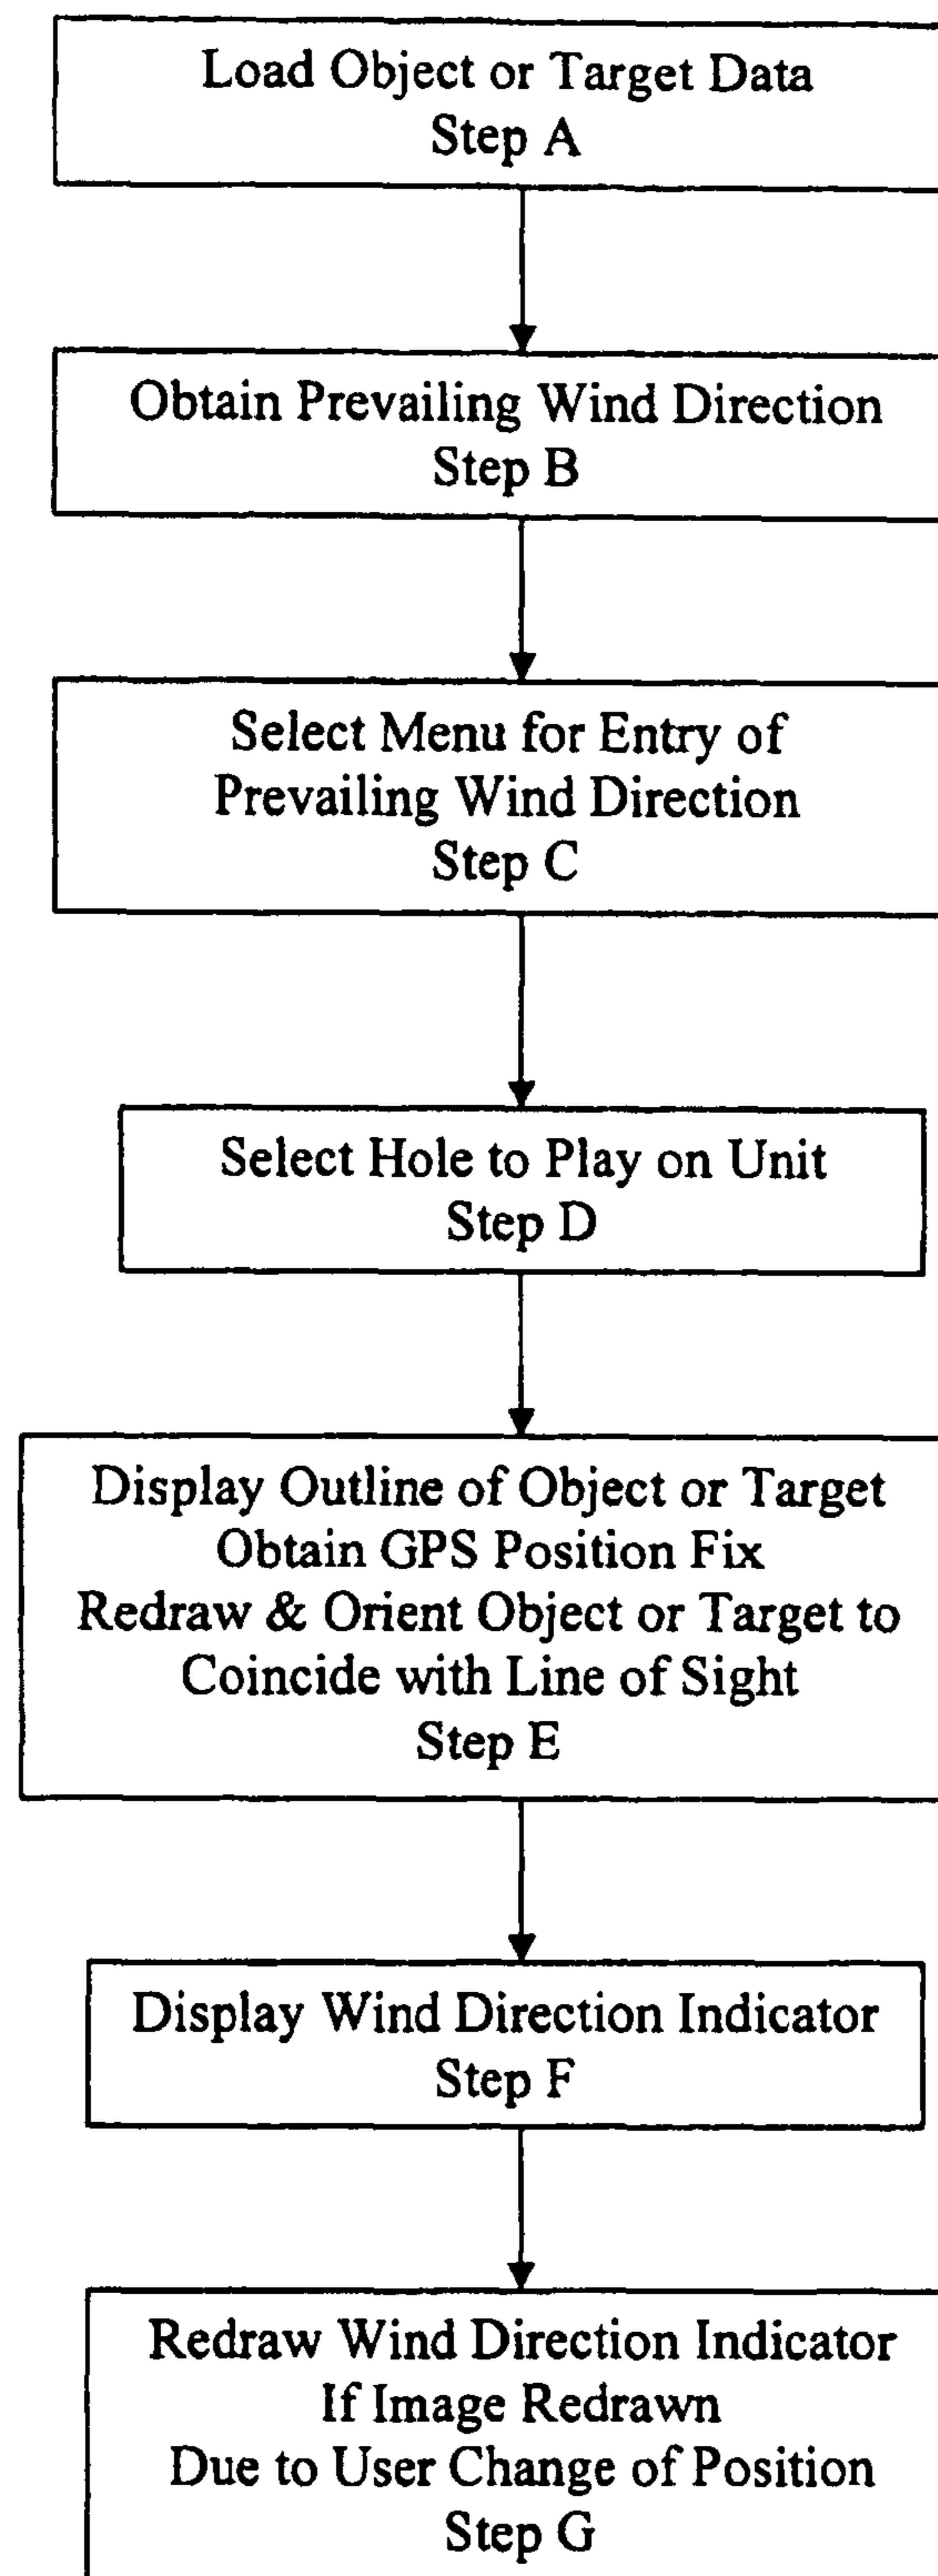 Load Object or Target Data
Step A
Obtain Prevailing Wind Direction
Step B
Select Menu for Entry of
Prevailing Wind Direction
Step C
Select Hole to Play on Unit
Step D
Display Outline of Object or Target
Obtain GPS Position Fix
Redraw & Orient Object or Target to
Coincide with Line of Sight
Step E
Display Wind Direction Indicator
Step F
Redraw Wind Direction Indicator
If Image Redrawn
Due to User Change of Position
Step G